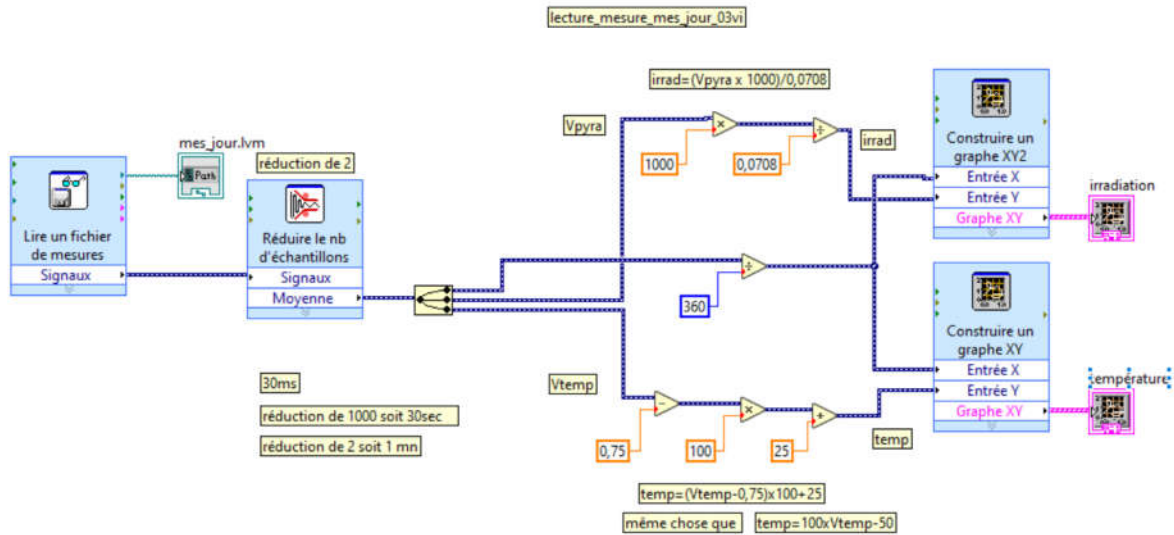 lecture_mesure_mes_jour_03vi
irrad=(Vpyra x 1000)/0,0708
Vpyra
1000
0,0708
irrad
Construire un
graphe XY2
Entrée X
Entrée Y
Graphe XY
irradiation
mes_jour.lvm
Path
réduction de 2
Lire un fichier
de mesures
Signaux
Réduire le nb
d'échantillons
Signaux
Moyenne
360
Construire un
graphe XY
Entrée X
Entrée Y
Graphe XY
température
30ms
réduction de 1000 soit 30sec
réduction de 2 soit 1 mn
Vtemp
0,75
100
25
temp
temp=(Vtemp-0,75)x100+25
même chose que
temp=100xVtemp-50